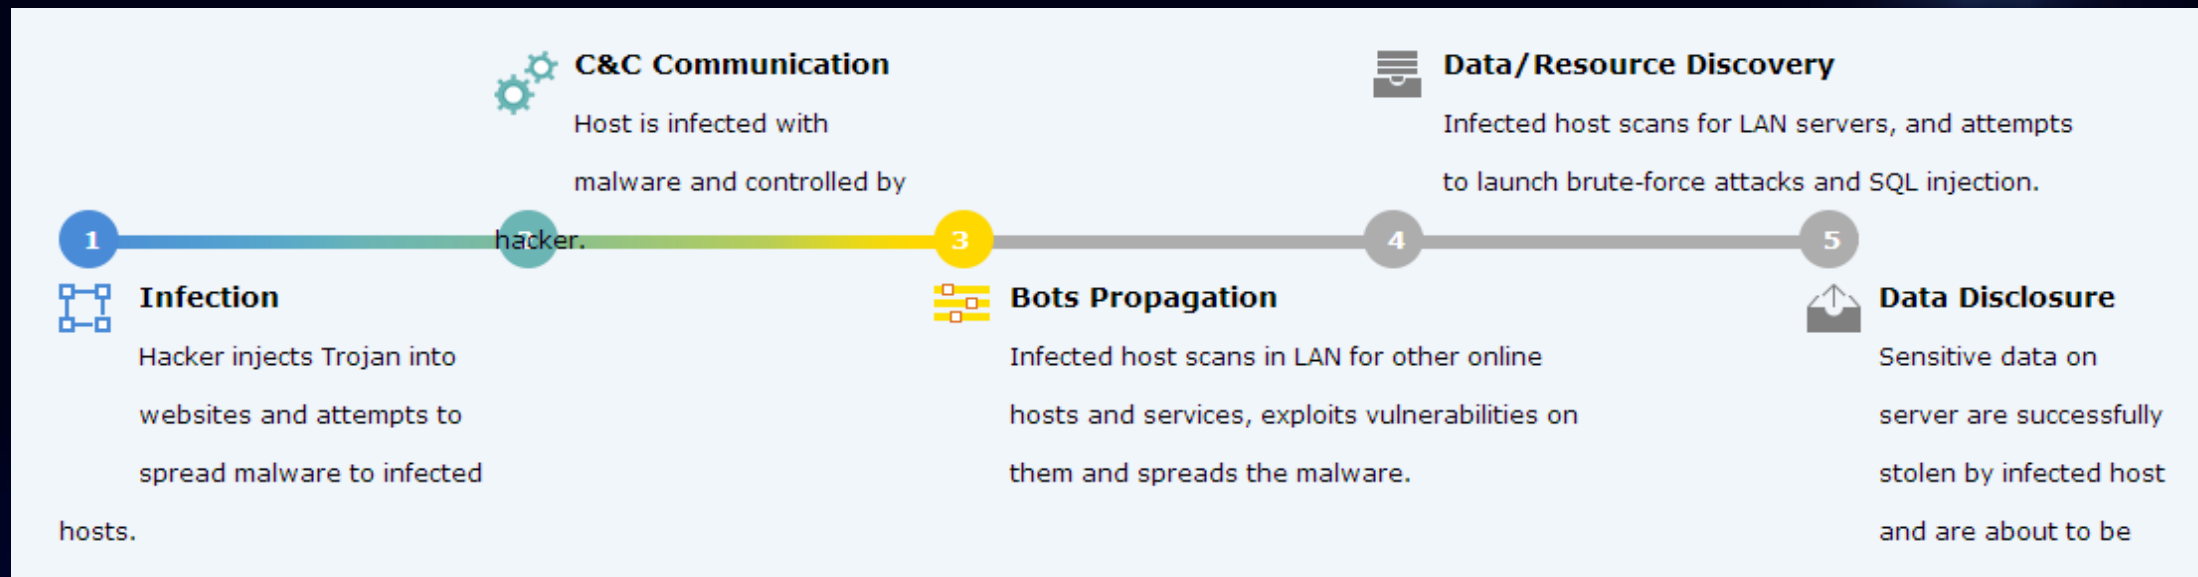 C&C Communication
Host is infected with
malware and controlled by
hacker.
Data/Resource Discovery
Infected host scans for LAN servers, and attempts
to launch brute-force attacks and SQL injection.
1
2
3
4
5
Infection
Hacker injects Trojan into
websites and attempts to
spread malware to infected
hosts.
Bots Propagation
Infected host scans in LAN for other online
hosts and services, exploits vulnerabilities on
them and spreads the malware.
Data Disclosure
Sensitive data on
server are successfully
stolen by infected host
and are about to be